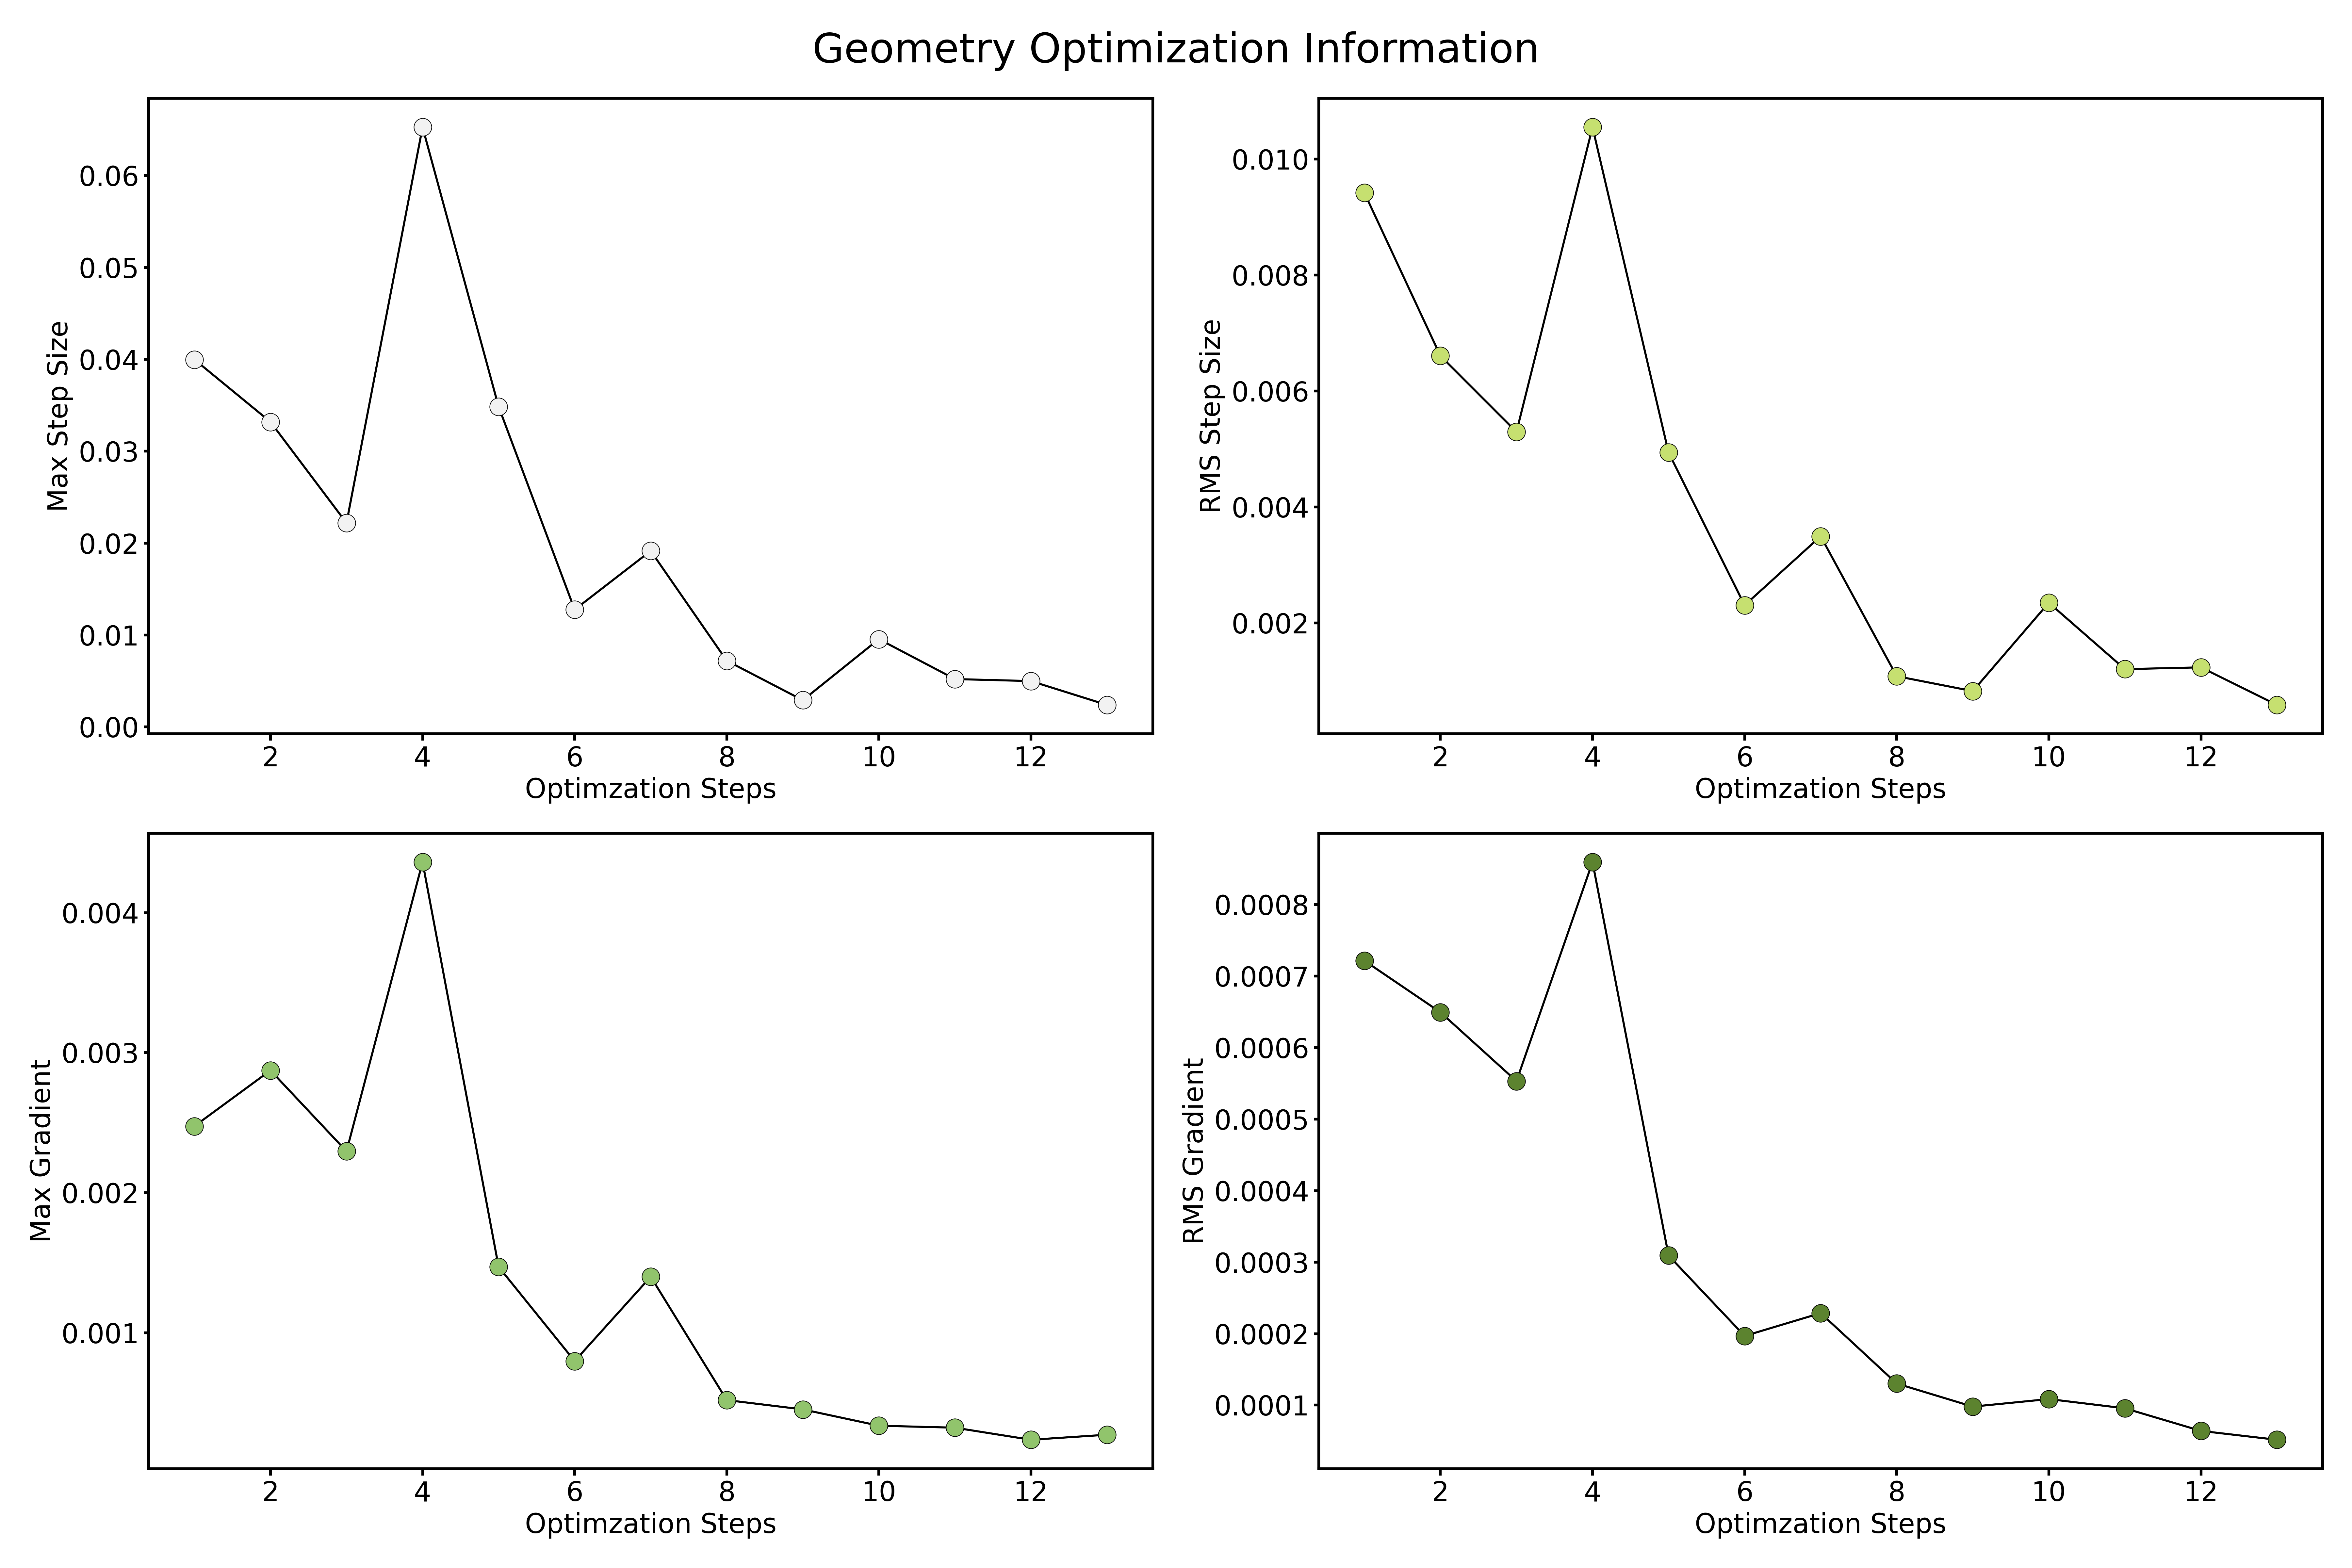 Geometry Optimization Information
Max Step Size
0.06
0.05
0.04
0.03
0.02
0.01
0.00
2 4 6 8 10 12
Optimzation Steps
RMS Step Size
0.010
0.008
0.006
0.004
0.002
2 4 6 8 10 12
Optimzation Steps
Max Gradient
0.004
0.003
0.002
0.001
2 4 6 8 10 12
Optimzation Steps
RMS Gradient
0.0008
0.0007
0.0006
0.0005
0.0004
0.0003
0.0002
0.0001
2 4 6 8 10 12
Optimzation Steps